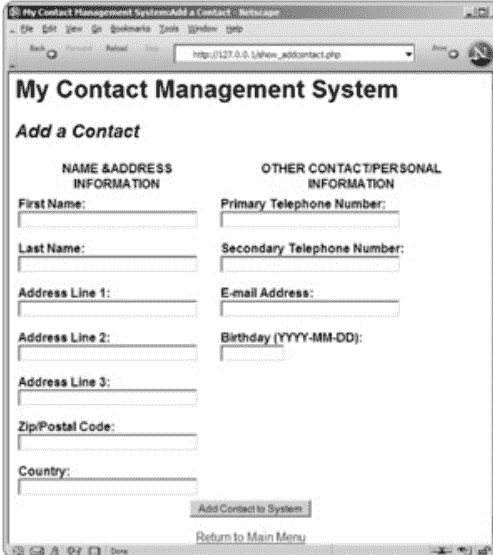 My Contact Management System:Add a Contact - Netscape
File Edit View Go Bookmarks Tools Window Help
Back Forward Reload Stop http://127.0.0.1/show_addcontact.php Print
My Contact Management System
Add a Contact
NAME &ADDRESS
INFORMATION
First Name:
Last Name:
Address Line 1:
Address Line 2:
Address Line 3:
Zip/Postal Code:
Country:
OTHER CONTACT/PERSONAL
INFORMATION
Primary Telephone Number:
Secondary Telephone Number:
E-mail Address:
Birthday (YYYY-MM-DD):
Add Contact to System
Return to Main Menu
Done